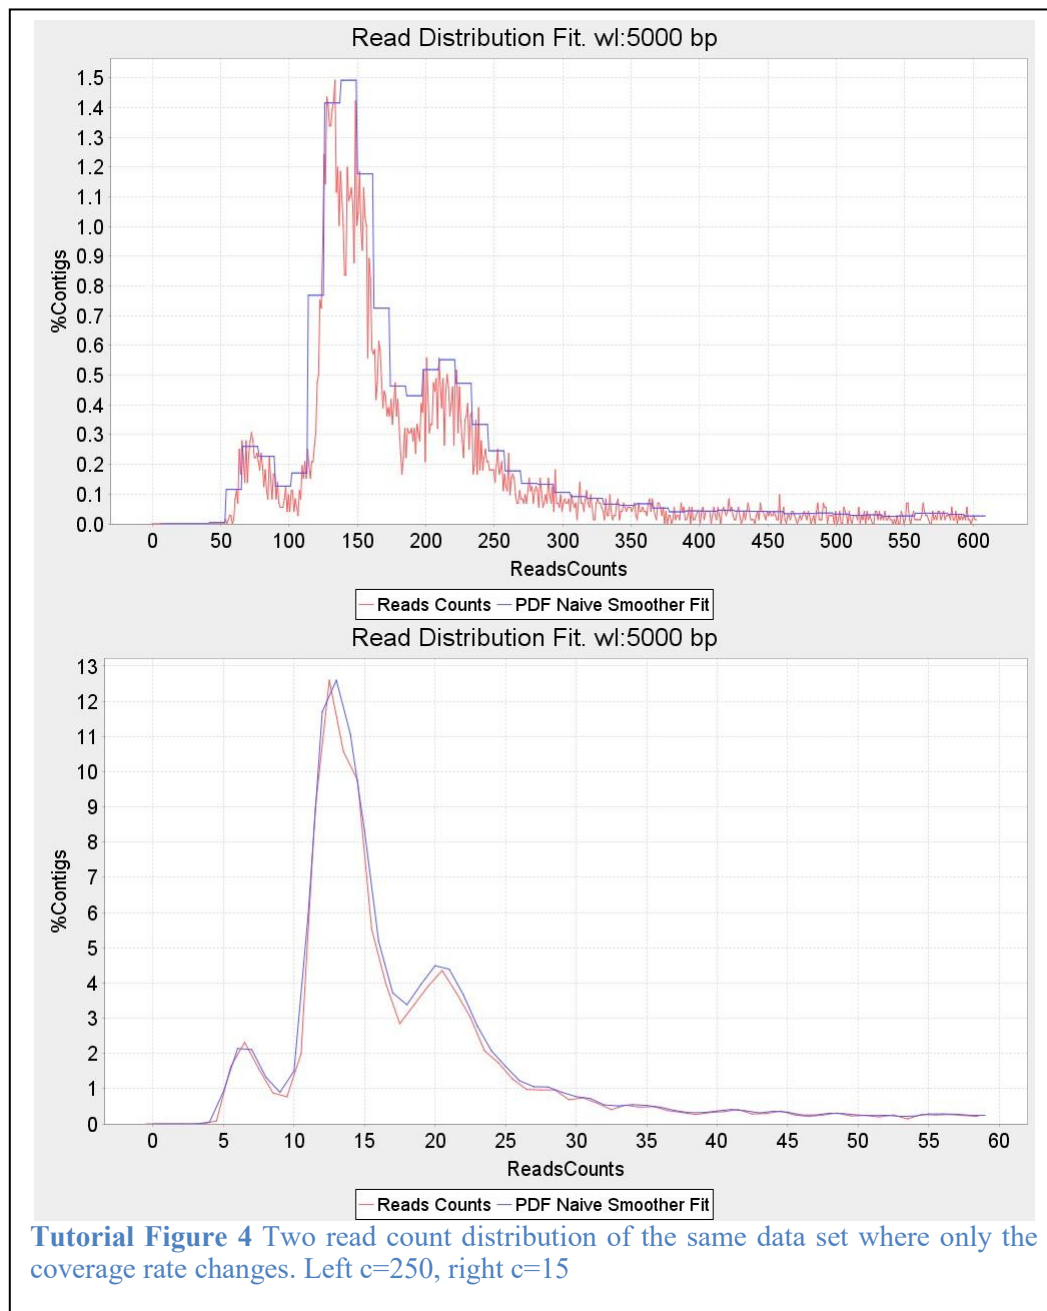 Read Distribution Fit. wl:5000 bp
1.5
1.4
1.3
1.2
1.1
1.0
0.9
0.8
0.7
0.6
0.5
0.4
0.3
0.2
0.1
0.0
%Contigs
0 50 100 150 200 250 300 350 400 450 500 550 600
ReadsCounts
Reads Counts PDF Naive Smoother Fit
Read Distribution Fit. wl:5000 bp
13
12
11
10
9
8
7
6
5
4
3
2
1
0
%Contigs
0 5 10 15 20 25 30 35 40 45 50 55 60
ReadsCounts
Reads Counts PDF Naive Smoother Fit
Tutorial Figure 4 Two read count distribution of the same data set where only the
coverage rate changes. Left c=250, right c=15